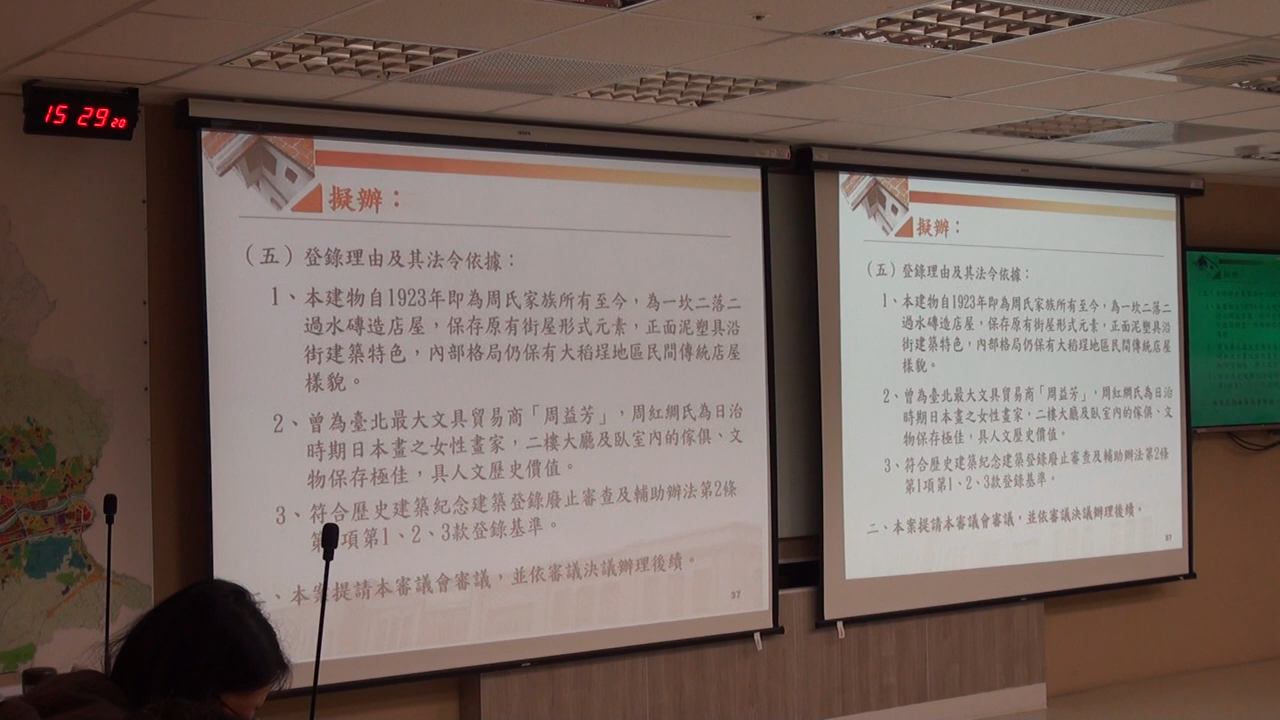 15 29 20
擬辦：
（五）登錄理由及其法令依據：
1、本建物自1923年即為周氏家族所有至今，為一坎二落二
過水磚造店屋，保存原有街屋形式元素，正面泥塑具沿
街建築特色，內部格局仍保有大稻埕地區民間傳統店屋
樣貌。
2、曾為臺北最大文具貿易商「周益芳」，周紅綢氏為日治
時期日本畫之女性畫家，二樓大廳及臥室內的傢俱、文
物保存極佳，具人文歷史價值。
3、符合歷史建築紀念建築登錄廢止審查及輔助辦法第2條
第1項第1、2、3款登錄基準。
二、本案提請本審議會審議，並依審議決議辦理後續。
37
擬辦：
（五）登錄理由及其法令依據：
1、本建物自1923年即為周氏家族所有至今，為一坎二落二
過水磚造店屋，保存原有街屋形式元素，正面泥塑具沿
街建築特色，內部格局仍保有大稻埕地區民間傳統店屋
樣貌。
2、曾為臺北最大文具貿易商「周益芳」，周紅綢氏為日治
時期日本畫之女性畫家，二樓大廳及臥室內的傢俱、文
物保存極佳，具人文歷史價值。
3、符合歷史建築紀念建築登錄廢止審查及輔助辦法第2條
第1項第1、2、3款登錄基準。
二、本案提請本審議會審議，並依審議決議辦理後續。
37